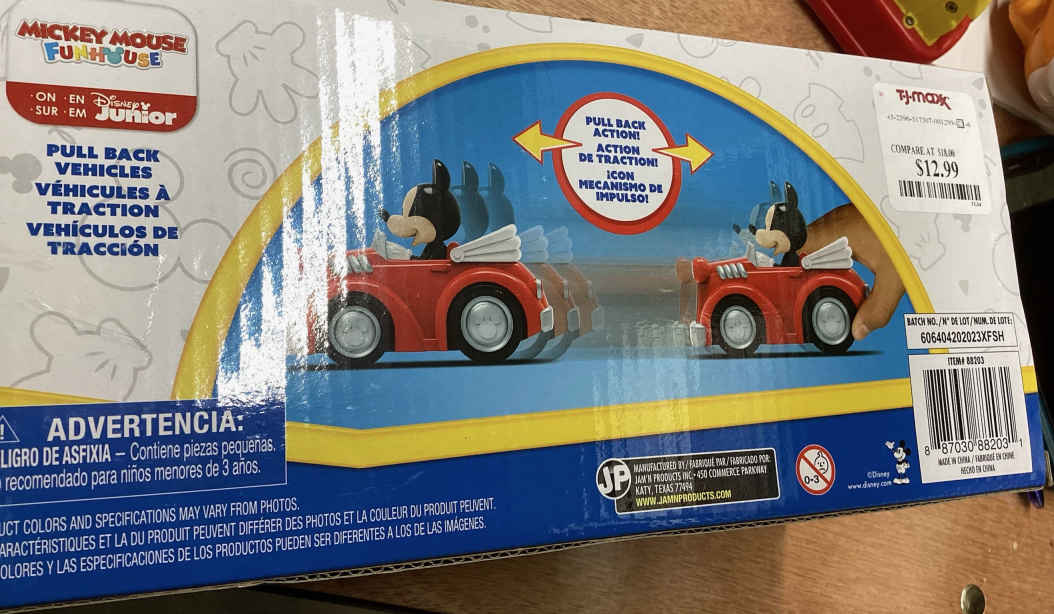 MICKEY MOUSE
FUNHOUSE
·ON ·EN
·SUR ·EM
Disney
Junior
PULL BACK
VEHICLES
VÉHICULES À
TRACTION
VEHÍCULOS DE
TRACCIÓN
PULL BACK
ACTION!
ACTION
DE TRACTION!
¡CON
MECANISMO DE
IMPULSO!
T·J·maxx
COMPARE AT $18.00
$12.99
BATCH NO. / N° DE LOT / NUM. DE LOTE:
606404202023XFSH
ITEM# 88203
8 87030 88203 1
MADE IN CHINA / FABRIQUÉ EN CHINE
HECHO EN CHINA
ADVERTENCIA:
LIGRO DE ASFIXIA – Contiene piezas pequeñas.
recomendado para niños menores de 3 años.
JP
MANUFACTURED BY / FABRIQUÉ PAR / FABRICADO POR:
JAH'N PRODUCTS INC. • 450 COMMERCE PARKWAY
KATY, TEXAS 77494
WWW.JAMNPRODUCTS.COM
0-3
©Disney
www.disney.com
UCT COLORS AND SPECIFICATIONS MAY VARY FROM PHOTOS.
ARACTÉRISTIQUES ET LA DU PRODUIT PEUVENT DIFFÉRER DES PHOTOS ET LA COULEUR DU PRODUIT PEUVENT.
OLORES Y LAS ESPECIFICACIONES DE LOS PRODUCTOS PUEDEN SER DIFERENTES A LOS DE LAS IMÁGENES.